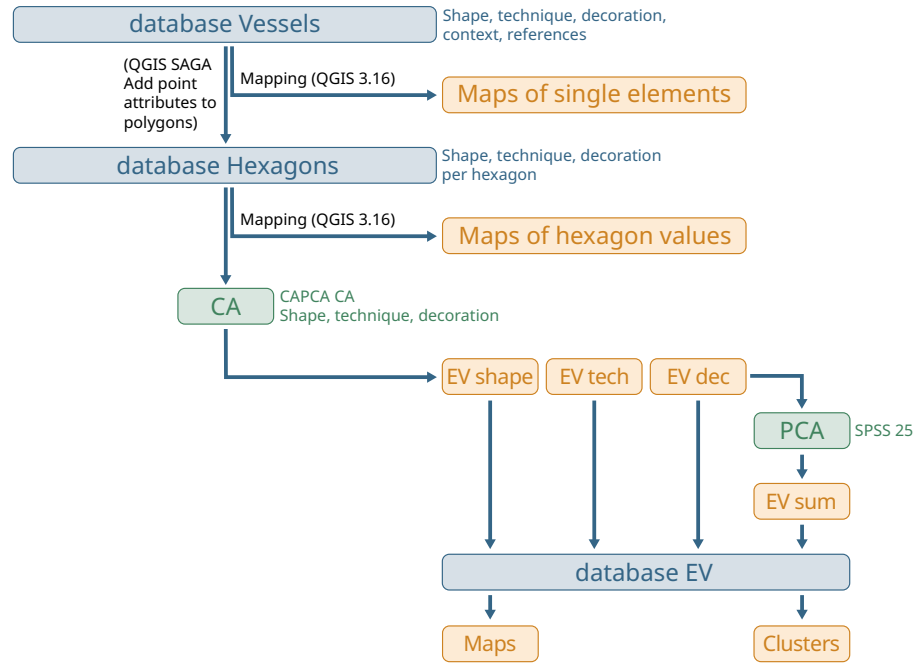 database Vessels
Shape, technique, decoration,
context, references
(QGIS SAGA
Add point
attributes to
polygons)
Mapping (QGIS 3.16)
Maps of single elements
database Hexagons
Shape, technique, decoration
per hexagon
Mapping (QGIS 3.16)
Maps of hexagon values
CA
CAPCA CA
Shape, technique, decoration
EV shape
EV tech
EV dec
PCA
SPSS 25
EV sum
database EV
Maps
Clusters